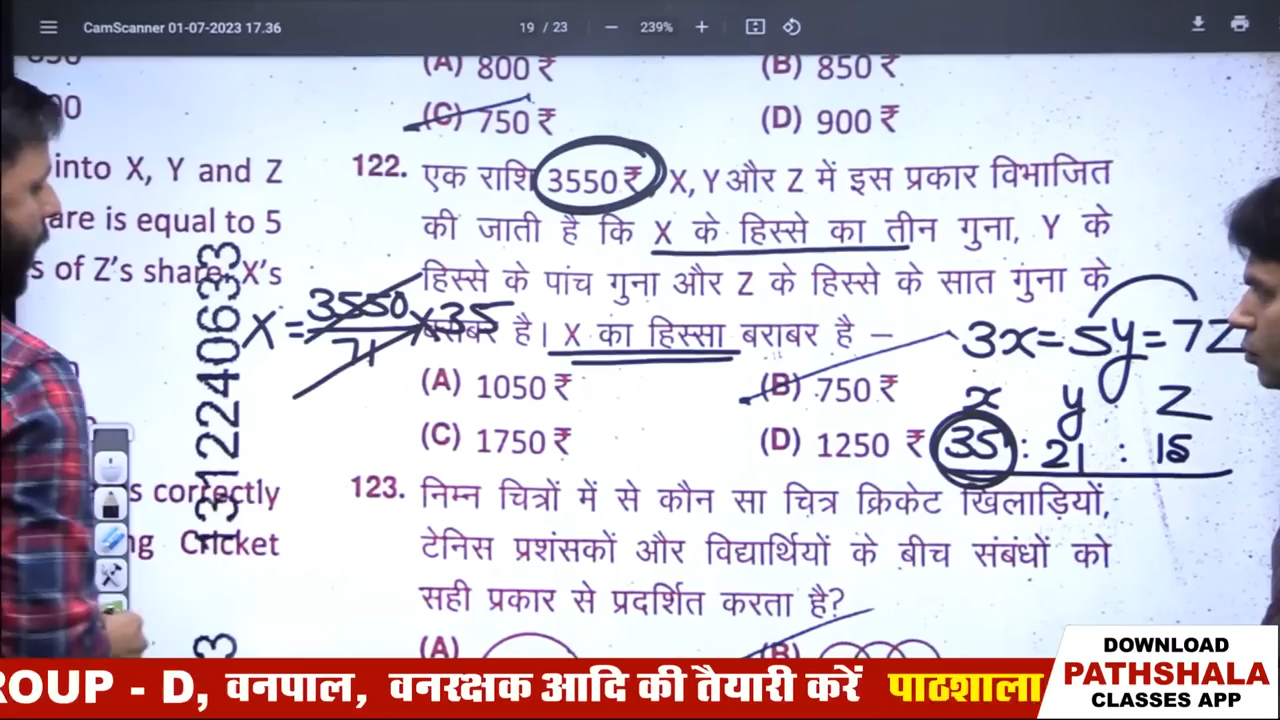 CamScanner 01-07-2023 17.36
19 / 23
239%
(A) 800 ₹ (B) 850 ₹
(C) 750 ₹ (D) 900 ₹
into X, Y and Z
are is equal to 5
s of Z's share, X's
122. एक राशि 3550 ₹ X, Y और Z में इस प्रकार विभाजित
की जाती है कि X के हिस्से का तीन गुना, Y के
हिस्से के पांच गुना और Z के हिस्से के सात गुना के
बराबर है। X का हिस्सा बराबर है –
(A) 1050 ₹ (B) 750 ₹
(C) 1750 ₹ (D) 1250 ₹
X = 3550/71 × 35
3x = 5y = 7Z
x y Z
35 : 21 : 15
1312240633
s correctly
ng Cricket
123. निम्न चित्रों में से कौन सा चित्र क्रिकेट खिलाड़ियों,
टेनिस प्रशंसकों और विद्यार्थियों के बीच संबंधों को
सही प्रकार से प्रदर्शित करता है?
(A) (B)
ROUP - D, वनपाल, वनरक्षक आदि की तैयारी करें पाठशाला
DOWNLOAD
PATHSHALA
CLASSES APP